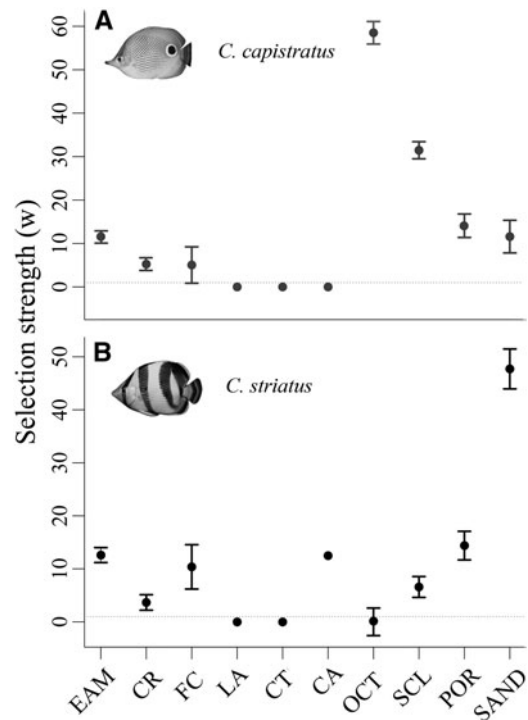 A
C. capistratus
60
50
40
30
20
10
0
Selection strength (w)
B
C. striatus
50
40
30
20
10
0
EAM CR FC LA CT CA OCT SCL POR SAND